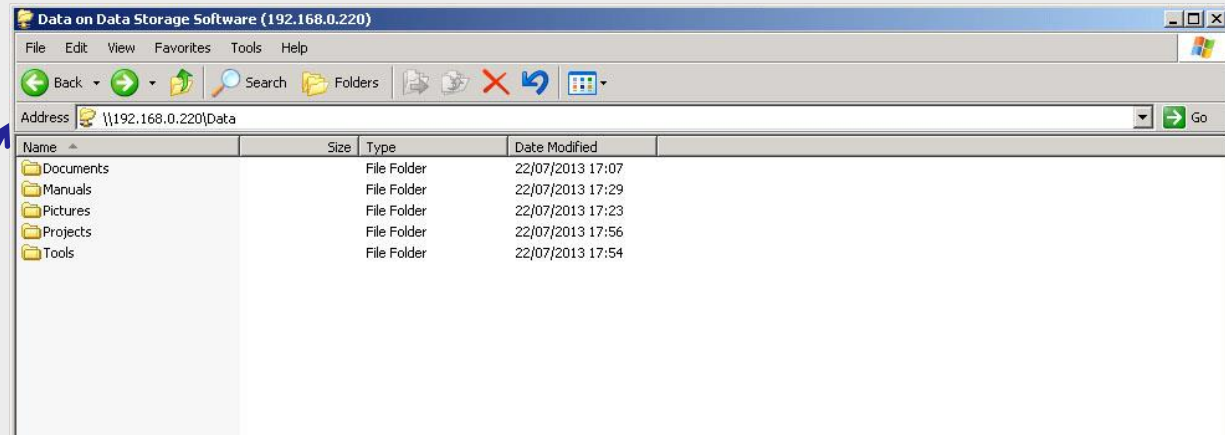 Data on Data Storage Software (192.168.0.220)
File Edit View Favorites Tools Help
Back Search Folders
Address \\192.168.0.220\Data Go
Name Size Type Date Modified
Documents File Folder 22/07/2013 17:07
Manuals File Folder 22/07/2013 17:29
Pictures File Folder 22/07/2013 17:23
Projects File Folder 22/07/2013 17:56
Tools File Folder 22/07/2013 17:54